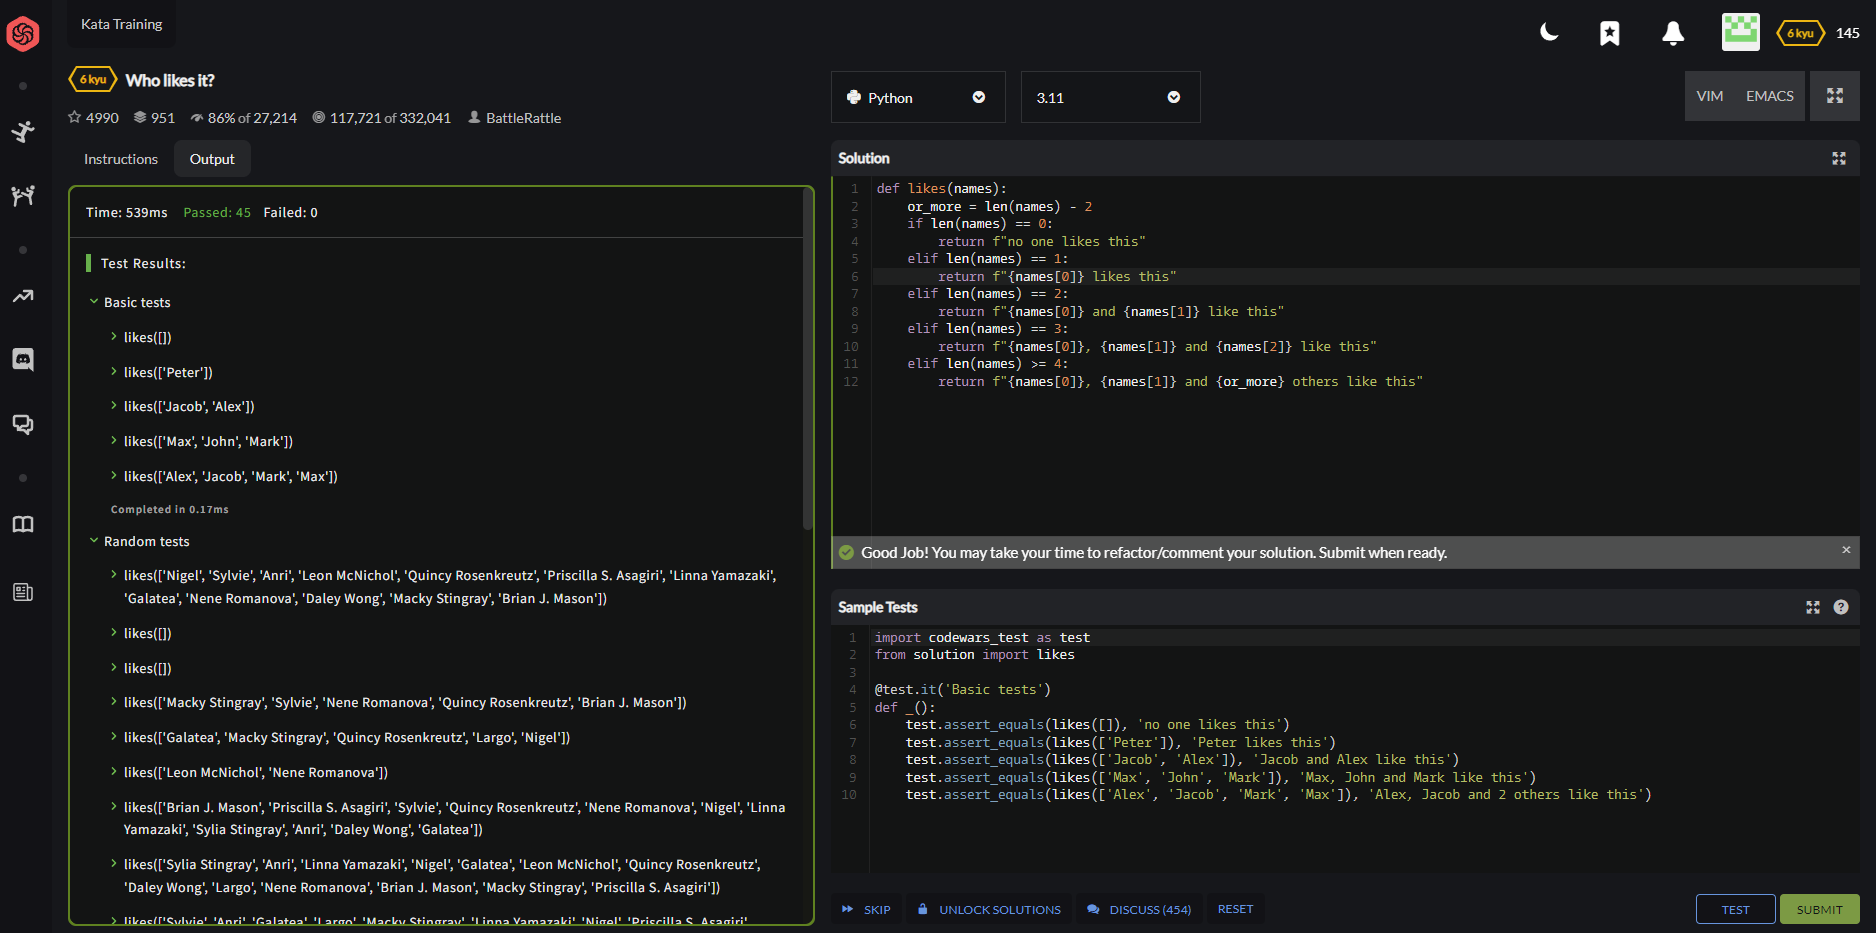 Kata Training
6 kyu 145
6 kyu Who likes it?
4990 951 86% of 27,214 117,721 of 332,041 BattleRattle
Instructions Output
Time: 539ms Passed: 45 Failed: 0
Test Results:
Basic tests
likes([])
likes(['Peter'])
likes(['Jacob', 'Alex'])
likes(['Max', 'John', 'Mark'])
likes(['Alex', 'Jacob', 'Mark', 'Max'])
Completed in 0.17ms
Random tests
likes(['Nigel', 'Sylvie', 'Anri', 'Leon McNichol', 'Quincy Rosenkreutz', 'Priscilla S. Asagiri', 'Linna Yamazaki',
'Galatea', 'Nene Romanova', 'Daley Wong', 'Macky Stingray', 'Brian J. Mason'])
likes([])
likes([])
likes(['Macky Stingray', 'Sylvie', 'Nene Romanova', 'Quincy Rosenkreutz', 'Brian J. Mason'])
likes(['Galatea', 'Macky Stingray', 'Quincy Rosenkreutz', 'Largo', 'Nigel'])
likes(['Leon McNichol', 'Nene Romanova'])
likes(['Brian J. Mason', 'Priscilla S. Asagiri', 'Sylvie', 'Quincy Rosenkreutz', 'Nene Romanova', 'Nigel', 'Linna
Yamazaki', 'Sylia Stingray', 'Anri', 'Daley Wong', 'Galatea'])
likes(['Sylia Stingray', 'Anri', 'Linna Yamazaki', 'Nigel', 'Galatea', 'Leon McNichol', 'Quincy Rosenkreutz',
'Daley Wong', 'Largo', 'Nene Romanova', 'Brian J. Mason', 'Macky Stingray', 'Priscilla S. Asagiri'])
likes(['Sylvie', 'Anri', 'Galatea', 'Largo', 'Macky Stingray', 'Linna Yamazaki', 'Nigel', 'Priscilla S. Asagiri',
Python 3.11 VIM EMACS
Solution
1 def likes(names):
2     or_more = len(names) - 2
3     if len(names) == 0:
4         return f"no one likes this"
5     elif len(names) == 1:
6         return f"{names[0]} likes this"
7     elif len(names) == 2:
8         return f"{names[0]} and {names[1]} like this"
9     elif len(names) == 3:
10         return f"{names[0]}, {names[1]} and {names[2]} like this"
11     elif len(names) >= 4:
12         return f"{names[0]}, {names[1]} and {or_more} others like this"
Good Job! You may take your time to refactor/comment your solution. Submit when ready. ×
Sample Tests ?
1 import codewars_test as test
2 from solution import likes
3
4 @test.it('Basic tests')
5 def _():
6     test.assert_equals(likes([]), 'no one likes this')
7     test.assert_equals(likes(['Peter']), 'Peter likes this')
8     test.assert_equals(likes(['Jacob', 'Alex']), 'Jacob and Alex like this')
9     test.assert_equals(likes(['Max', 'John', 'Mark']), 'Max, John and Mark like this')
10     test.assert_equals(likes(['Alex', 'Jacob', 'Mark', 'Max']), 'Alex, Jacob and 2 others like this')
SKIP UNLOCK SOLUTIONS DISCUSS (454) RESET TEST SUBMIT